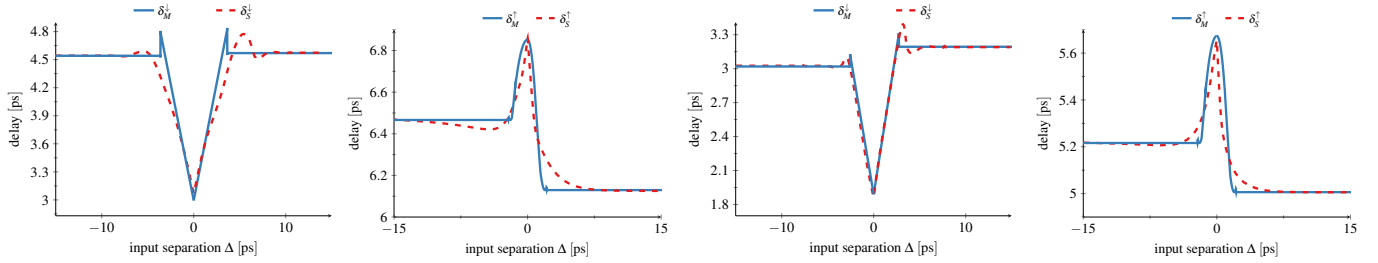 δ↓M δ↓S
4.8
4.5
4.2
3.9
3.6
3.3
3
−10 0 10
delay [ps]
input separation Δ [ps]
δ↑M δ↑S
6.8
6.4
6.2
6
−15 0 15
delay [ps]
input separation Δ [ps]
δ↓M δ↓S
3.3
3
2.7
2.4
2.1
1.8
−10 0 10
delay [ps]
input separation Δ [ps]
δ↑M δ↑S
5.6
5.4
5.2
5
−15 0 15
delay [ps]
input separation Δ [ps]